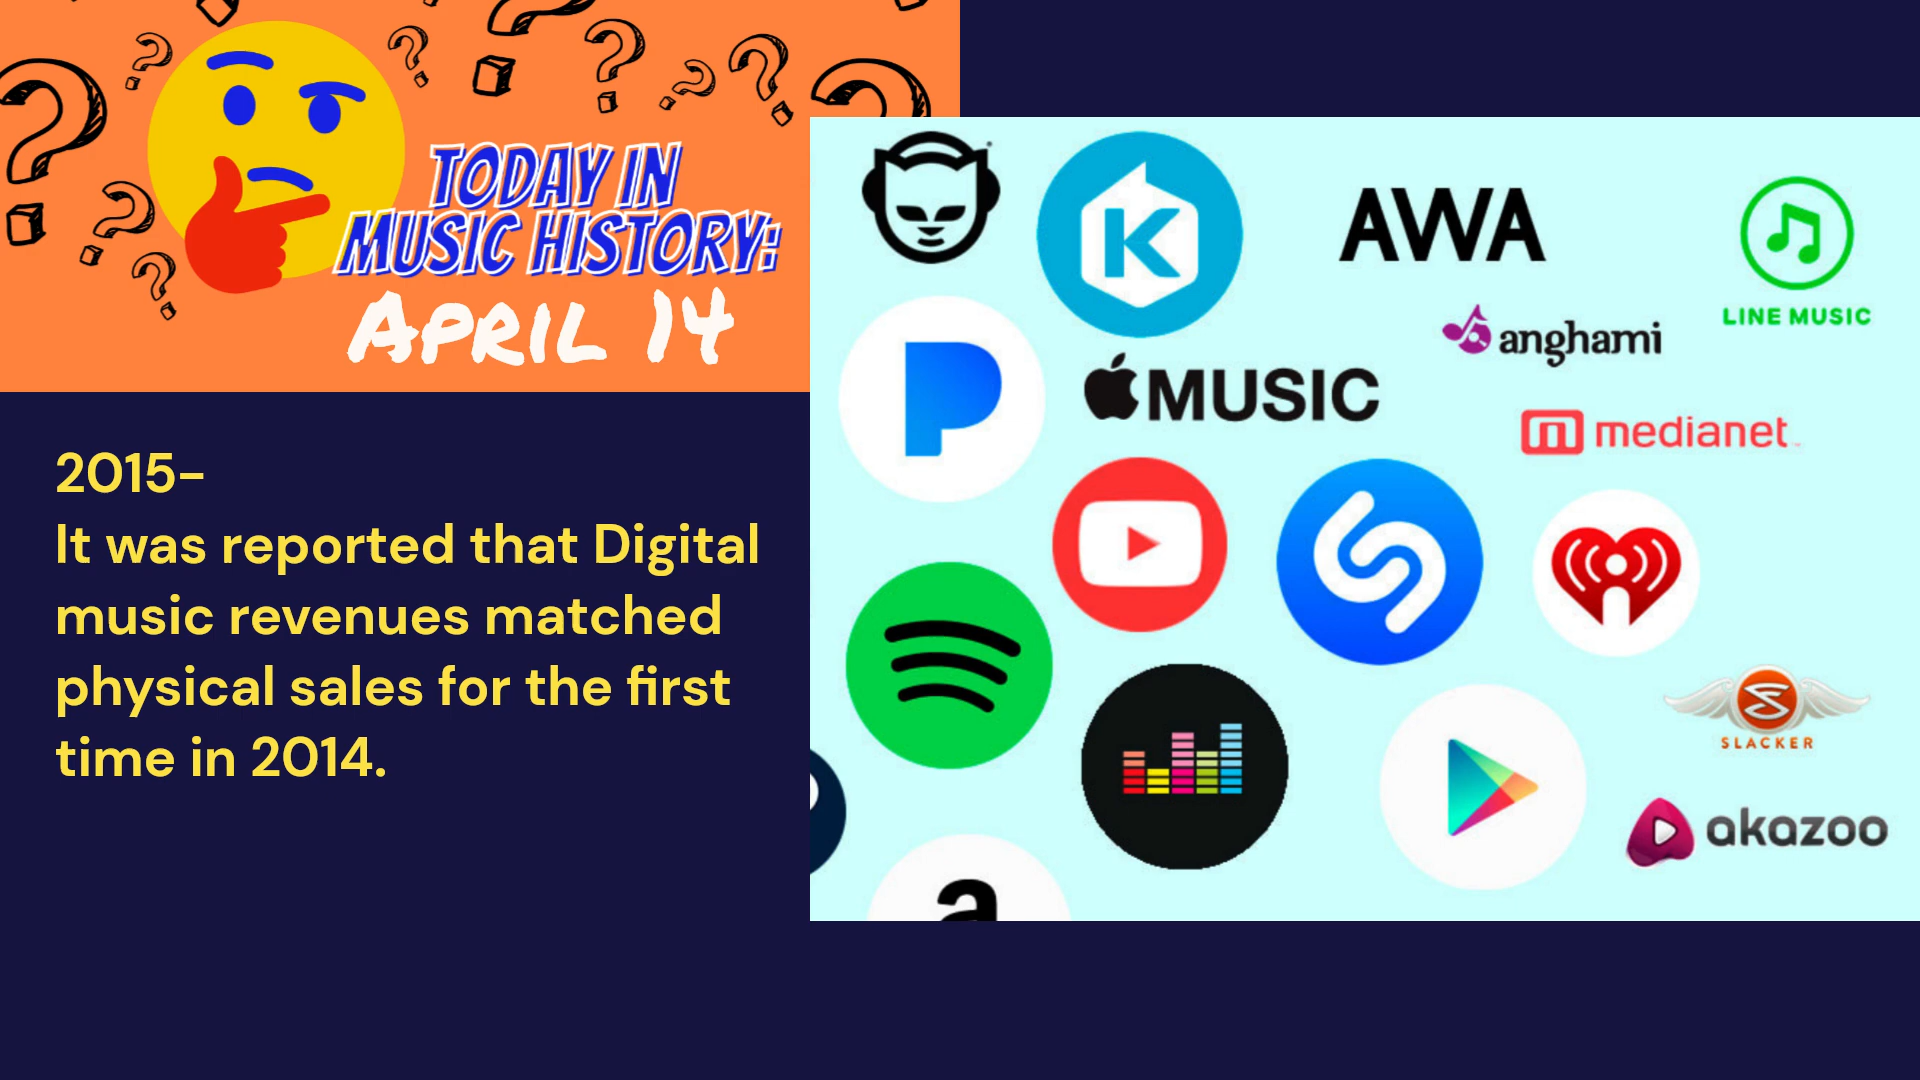 TODAY IN
MUSIC HISTORY:
APRIL 14
2015-
It was reported that Digital
music revenues matched
physical sales for the first
time in 2014.
K
AWA
LINE MUSIC
anghami
P
MUSIC
medianet
SLACKER
akazoo
a